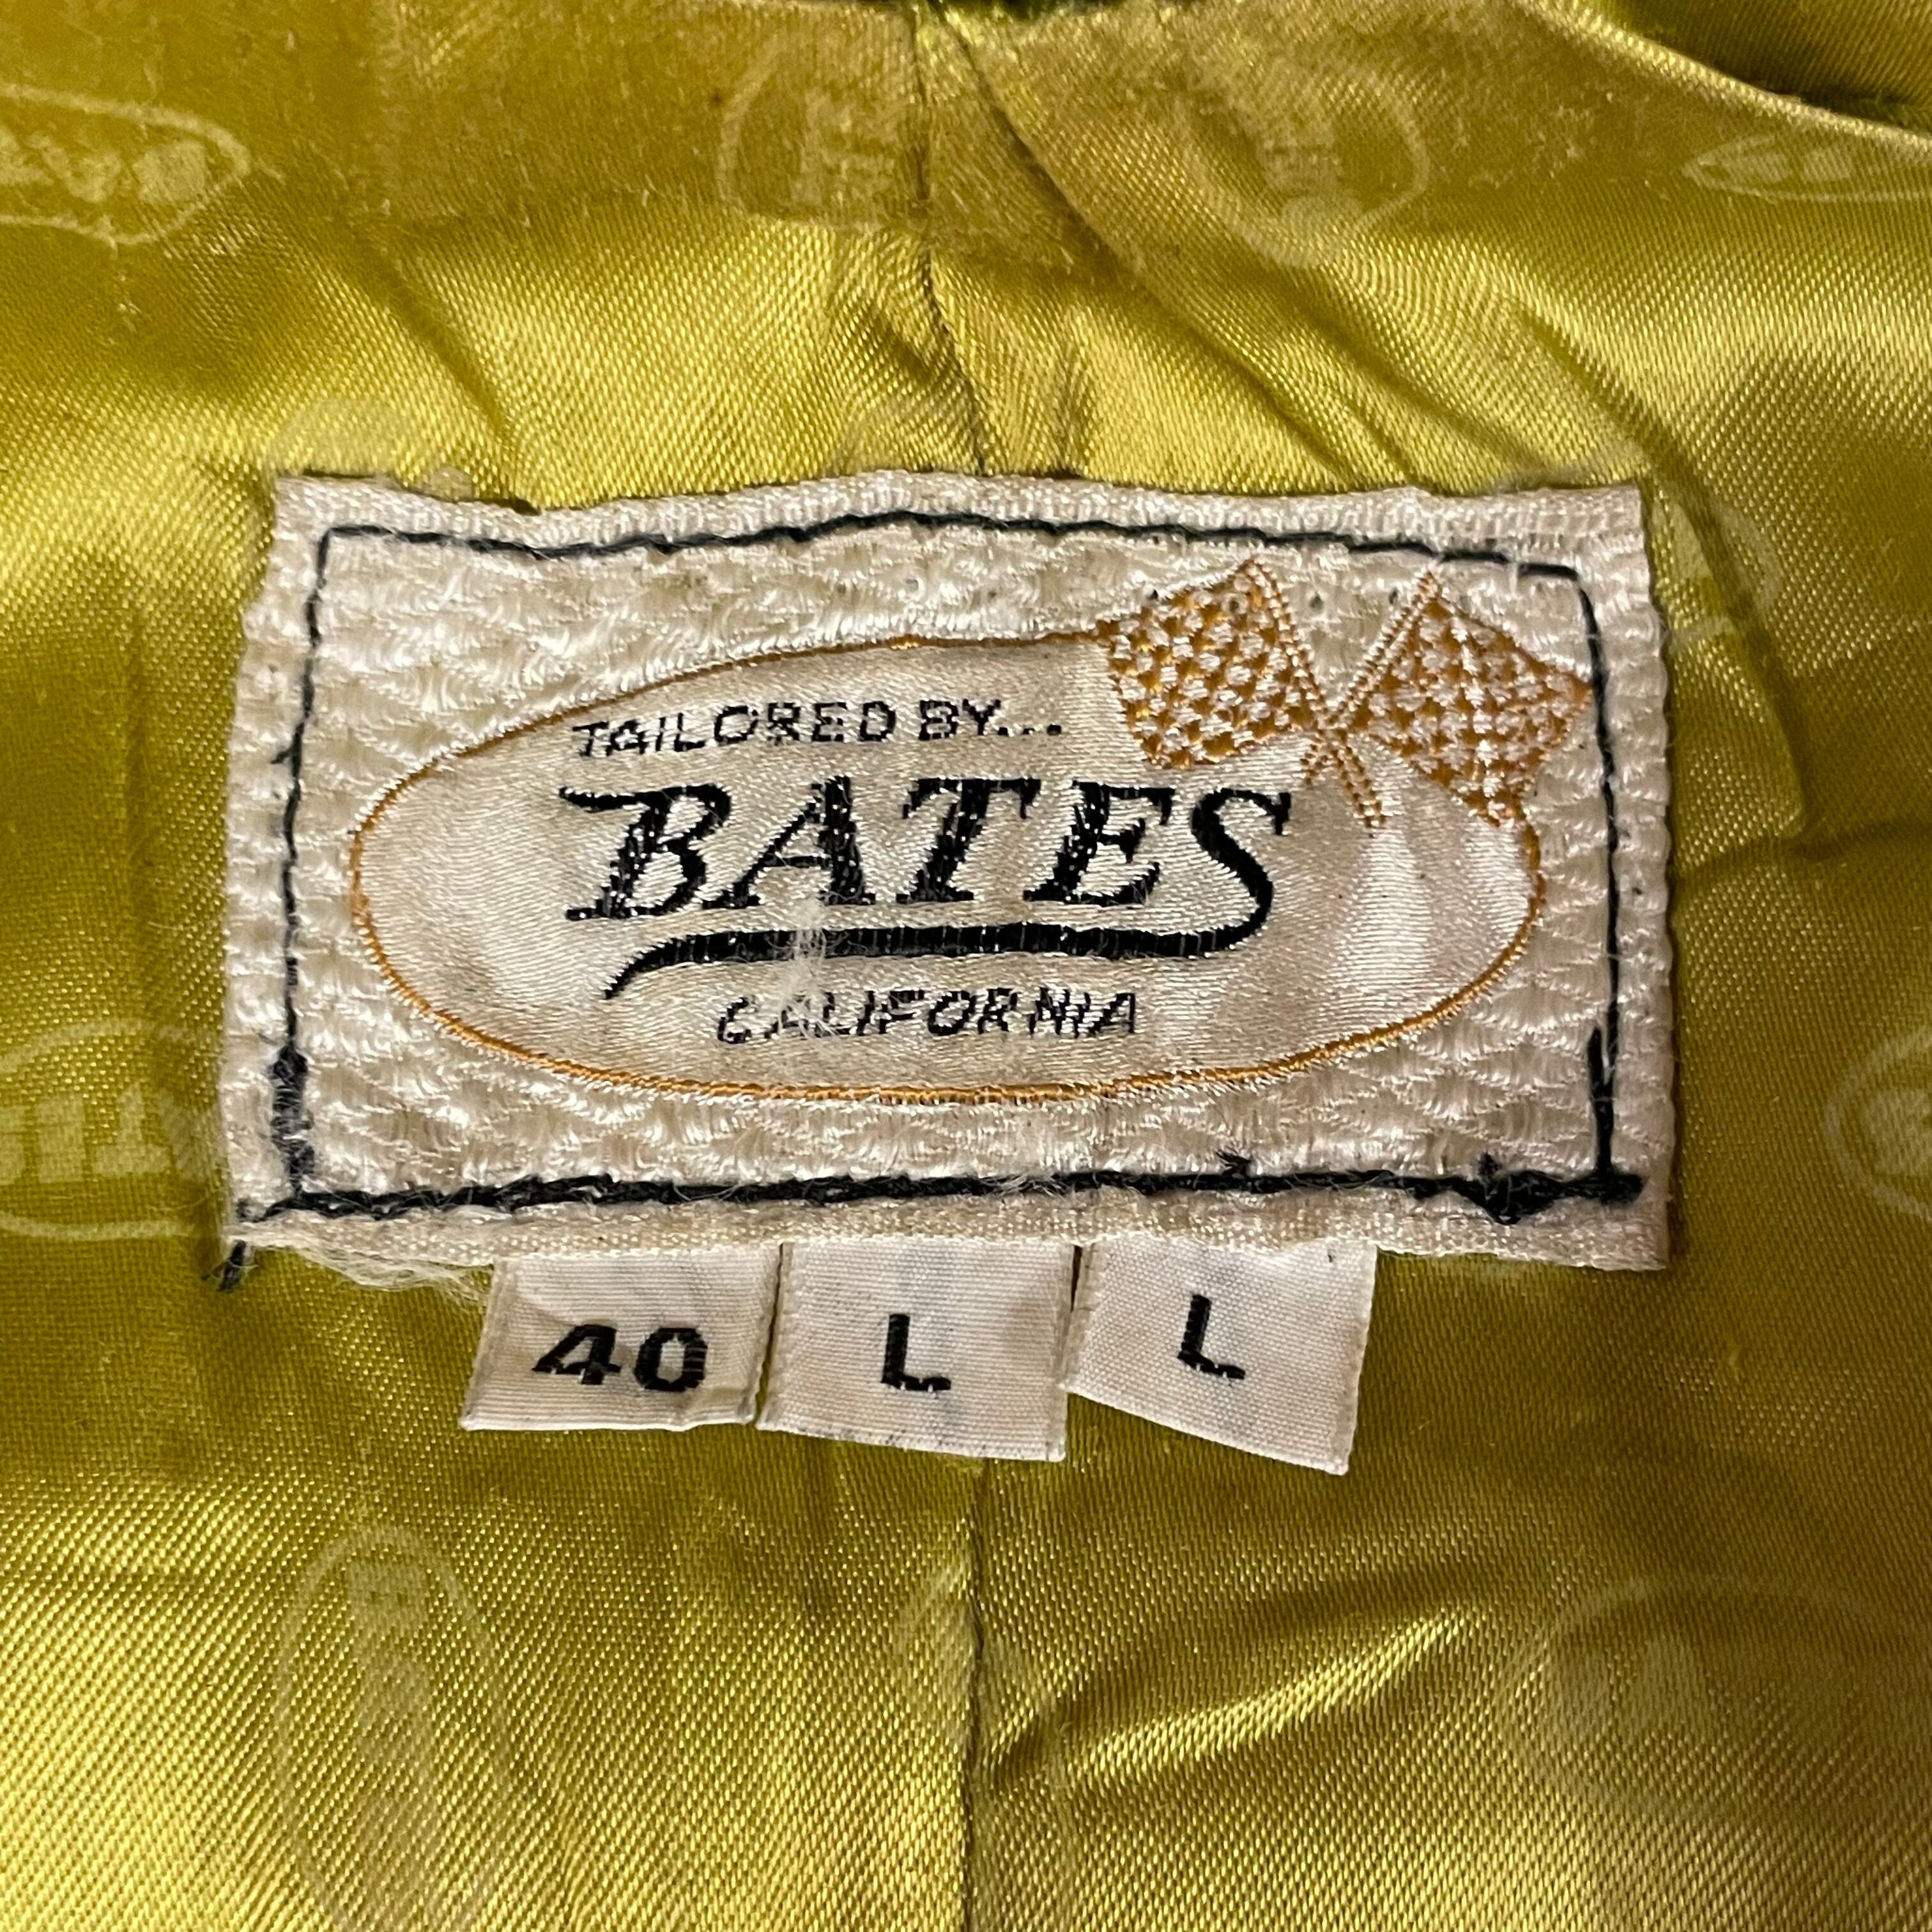 TAILORED BY...
BATES
CALIFORNIA
40 L L